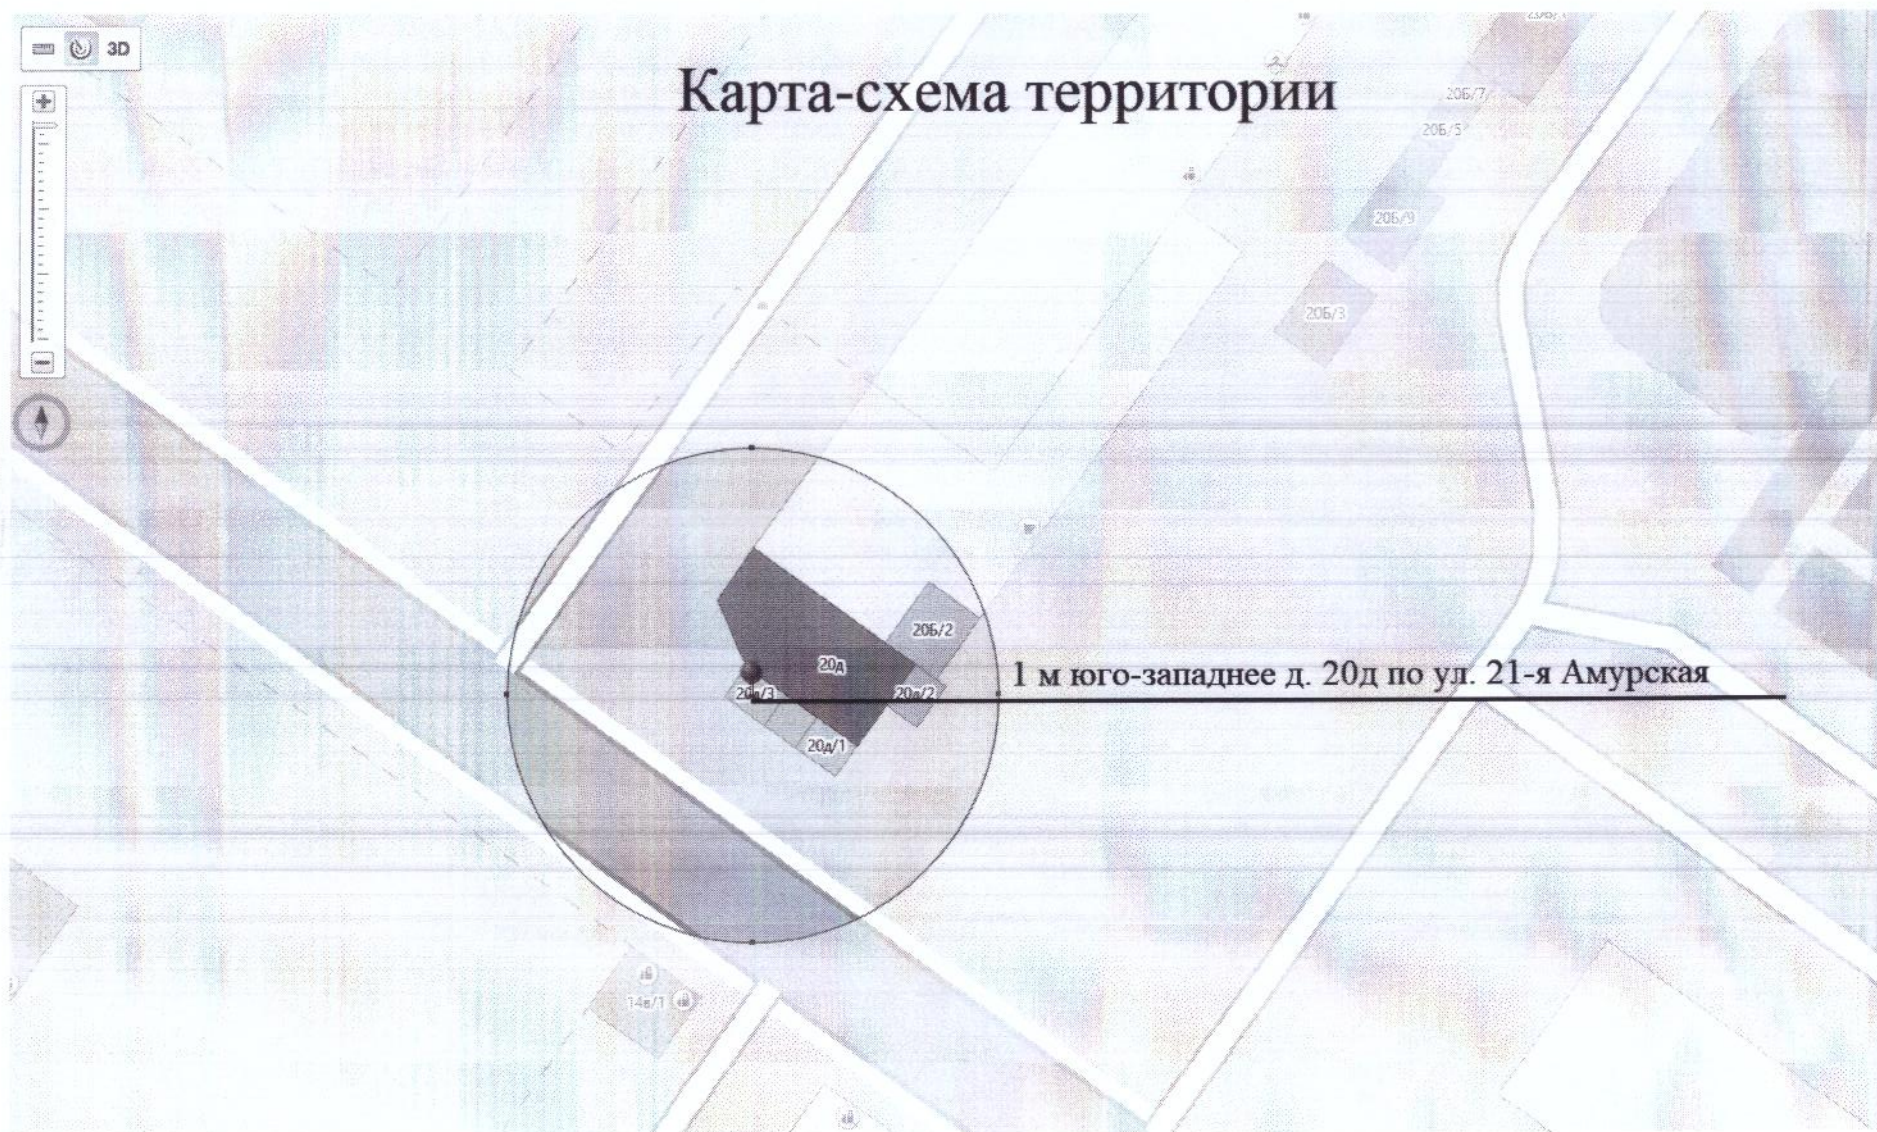 3D
Карта-схема территории
20Б/7
20Б/5
20Б/9
20Б/3
20Б/2
20д
1 м юго-западнее д. 20д по ул. 21-я Амурская
20д/3
20д/2
20д/1
14в/1